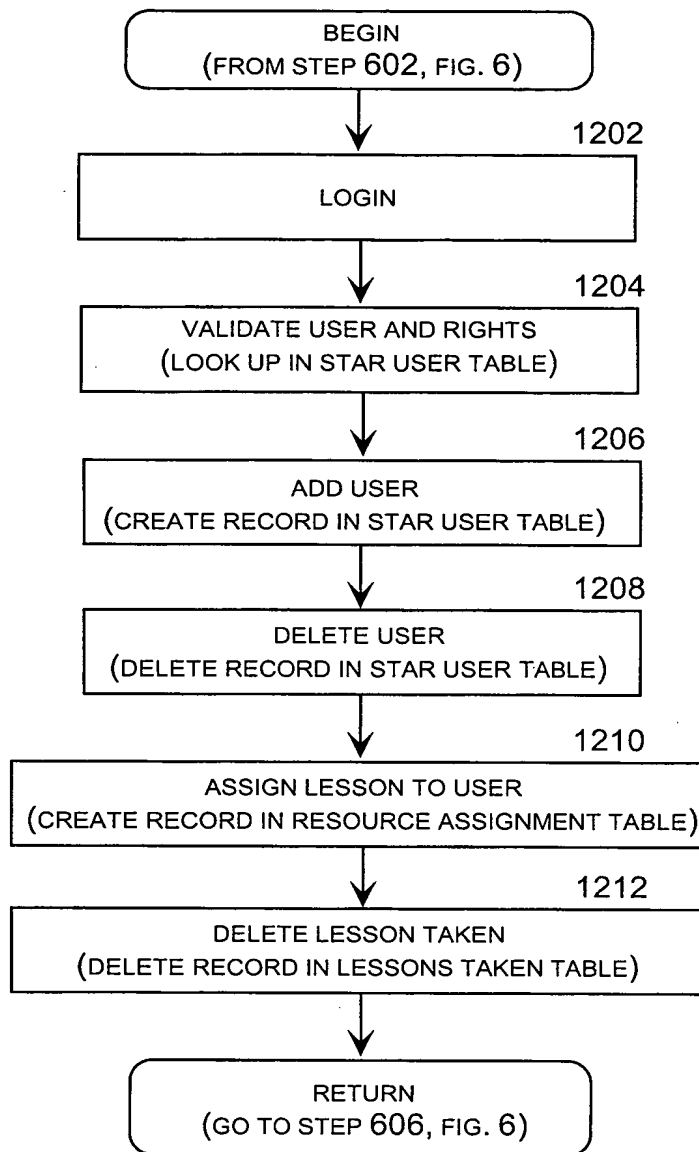 BEGIN
(FROM STEP 602, FIG. 6)
1202
LOGIN
1204
VALIDATE USER AND RIGHTS
(LOOK UP IN STAR USER TABLE)
1206
ADD USER
(CREATE RECORD IN STAR USER TABLE)
1208
DELETE USER
(DELETE RECORD IN STAR USER TABLE)
1210
ASSIGN LESSON TO USER
(CREATE RECORD IN RESOURCE ASSIGNMENT TABLE)
1212
DELETE LESSON TAKEN
(DELETE RECORD IN LESSONS TAKEN TABLE)
RETURN
(GO TO STEP 606, FIG. 6)